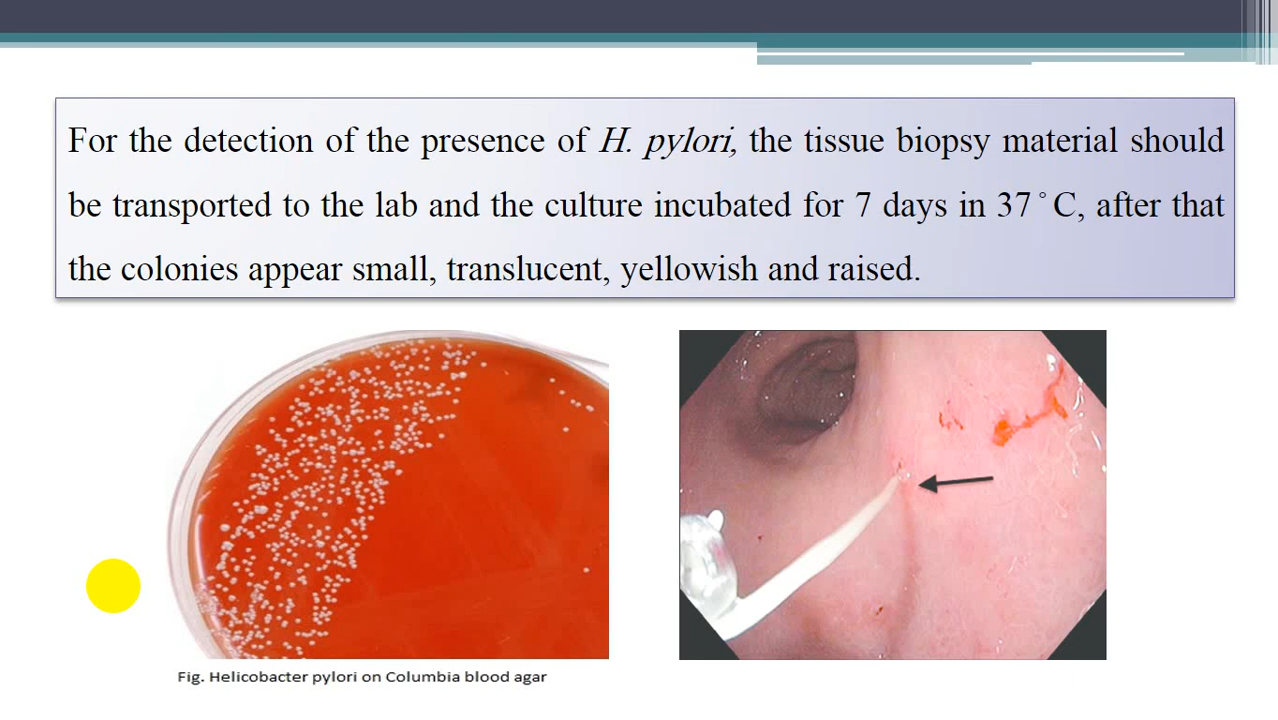 For the detection of the presence of H. pylori, the tissue biopsy material should
be transported to the lab and the culture incubated for 7 days in 37˚C, after that
the colonies appear small, translucent, yellowish and raised.
Fig. Helicobacter pylori on Columbia blood agar